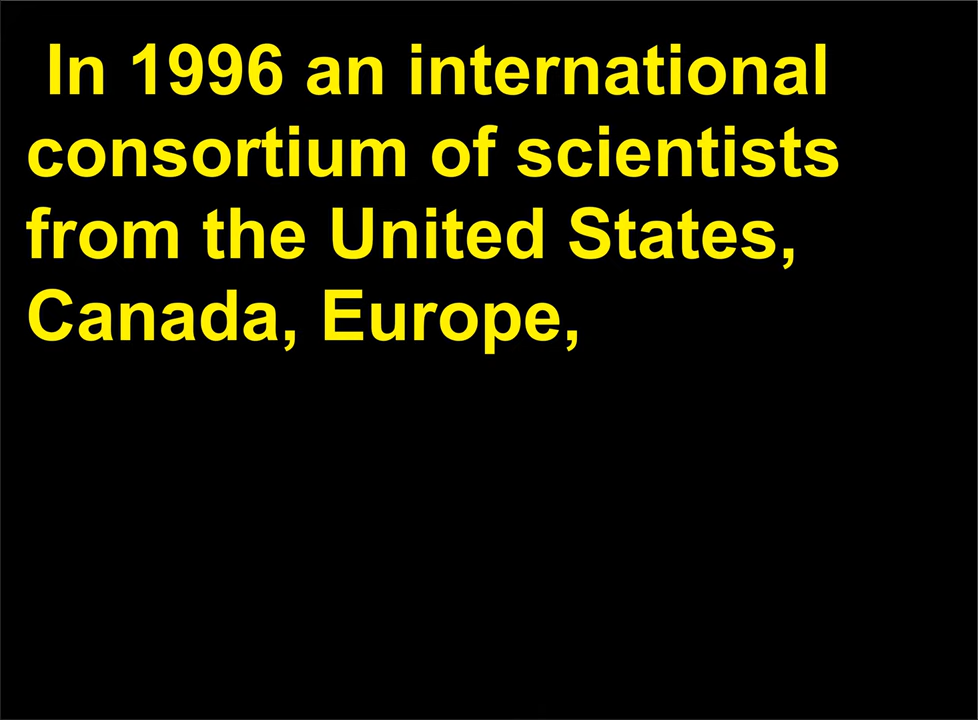 In 1996 an international
consortium of scientists
from the United States,
Canada, Europe,